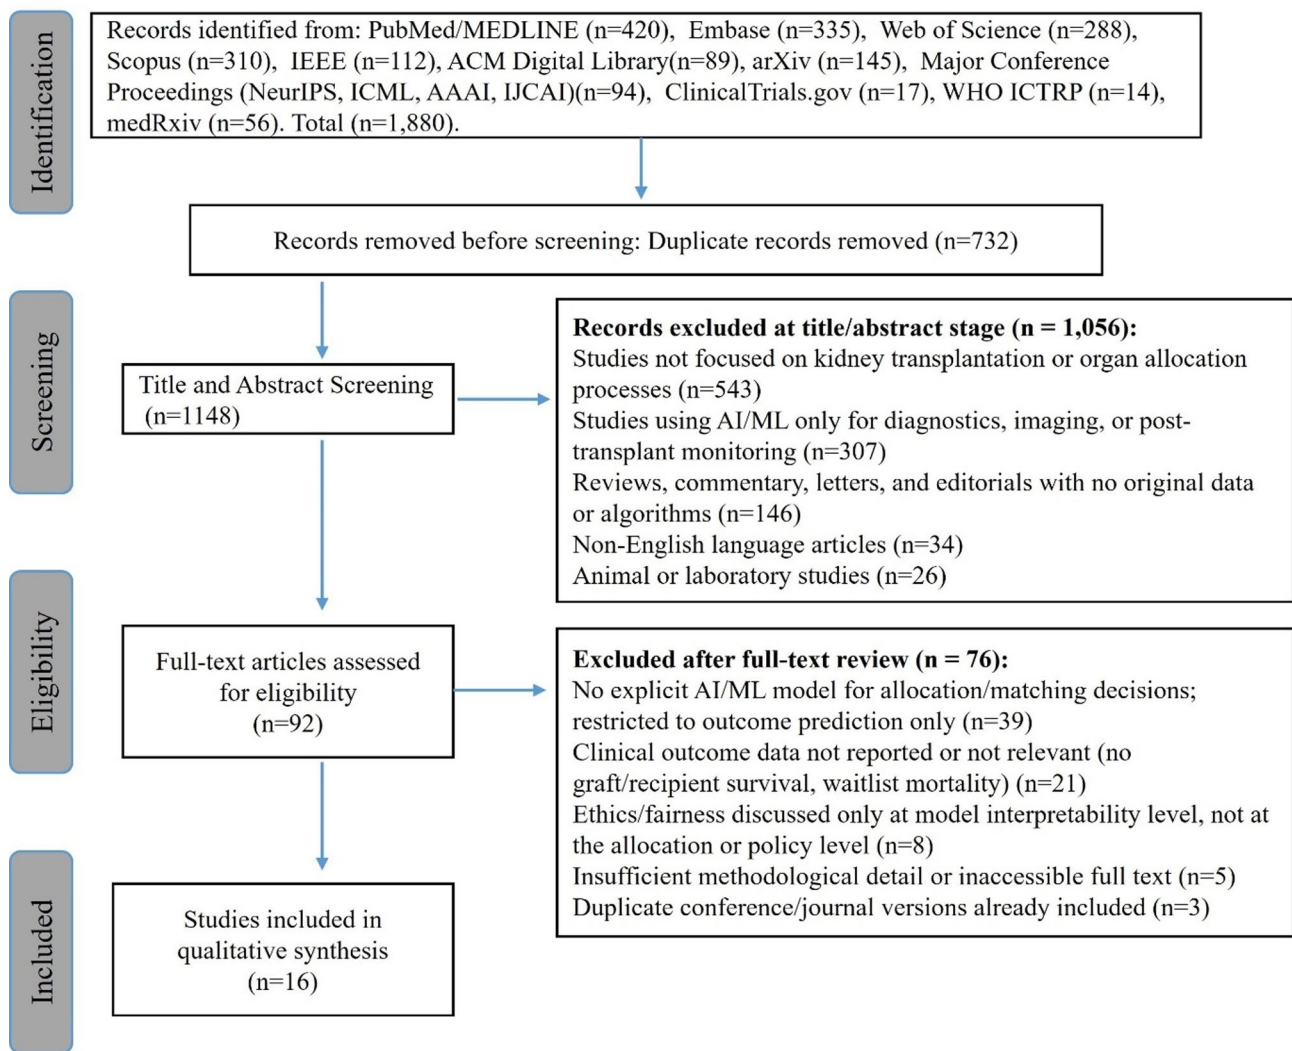 Identification
Records identified from: PubMed/MEDLINE (n=420), Embase (n=335), Web of Science (n=288),
Scopus (n=310), IEEE (n=112), ACM Digital Library(n=89), arXiv (n=145), Major Conference
Proceedings (NeurIPS, ICML, AAAI, IJCAI)(n=94), ClinicalTrials.gov (n=17), WHO ICTRP (n=14),
medRxiv (n=56). Total (n=1,880).
Records removed before screening: Duplicate records removed (n=732)
Screening
Title and Abstract Screening
(n=1148)
Records excluded at title/abstract stage (n = 1,056):
Studies not focused on kidney transplantation or organ allocation
processes (n=543)
Studies using AI/ML only for diagnostics, imaging, or post-
transplant monitoring (n=307)
Reviews, commentary, letters, and editorials with no original data
or algorithms (n=146)
Non-English language articles (n=34)
Animal or laboratory studies (n=26)
Eligibility
Full-text articles assessed
for eligibility
(n=92)
Excluded after full-text review (n = 76):
No explicit AI/ML model for allocation/matching decisions;
restricted to outcome prediction only (n=39)
Clinical outcome data not reported or not relevant (no
graft/recipient survival, waitlist mortality) (n=21)
Ethics/fairness discussed only at model interpretability level, not at
the allocation or policy level (n=8)
Insufficient methodological detail or inaccessible full text (n=5)
Duplicate conference/journal versions already included (n=3)
Included
Studies included in
qualitative synthesis
(n=16)